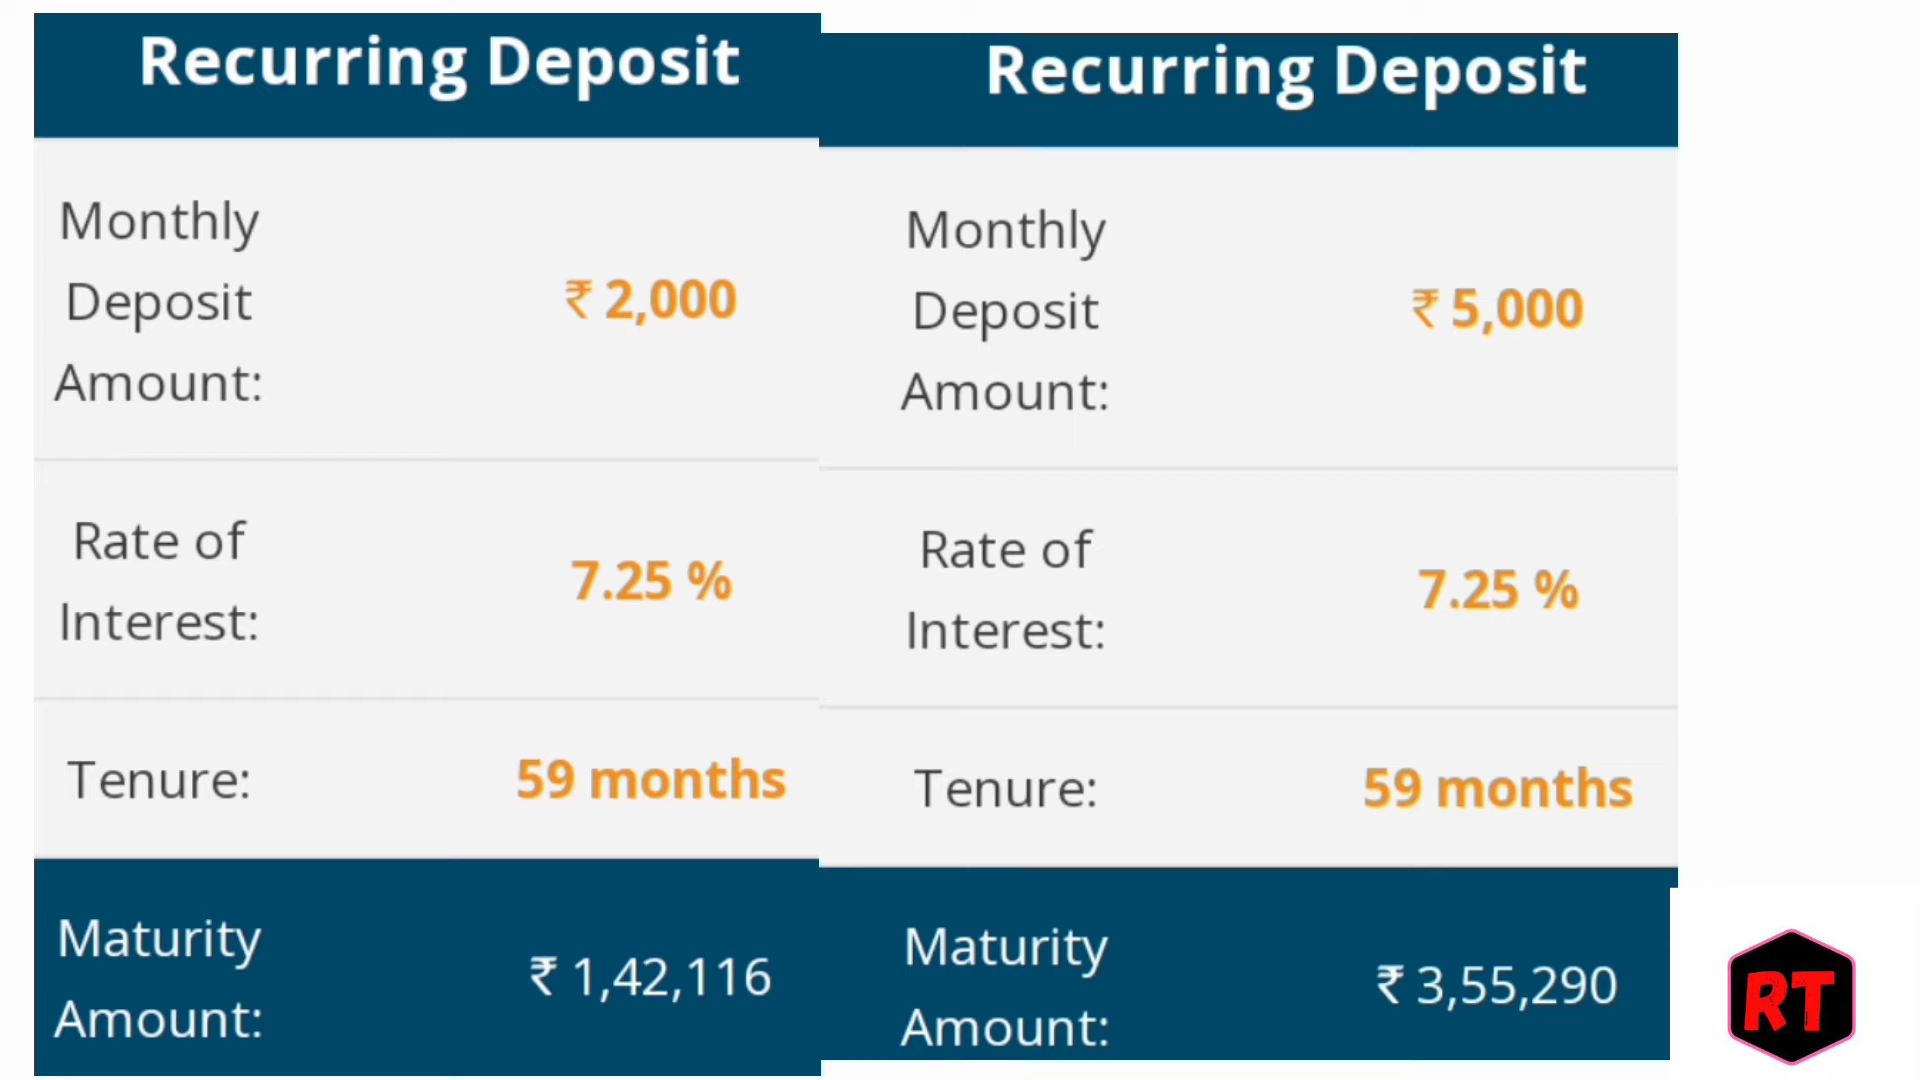 Recurring Deposit
Monthly
Deposit
Amount:
₹ 2,000
Rate of
Interest:
7.25 %
Tenure:
59 months
Maturity
Amount:
₹ 1,42,116
Recurring Deposit
Monthly
Deposit
Amount:
₹ 5,000
Rate of
Interest:
7.25 %
Tenure:
59 months
Maturity
Amount:
₹ 3,55,290
RT